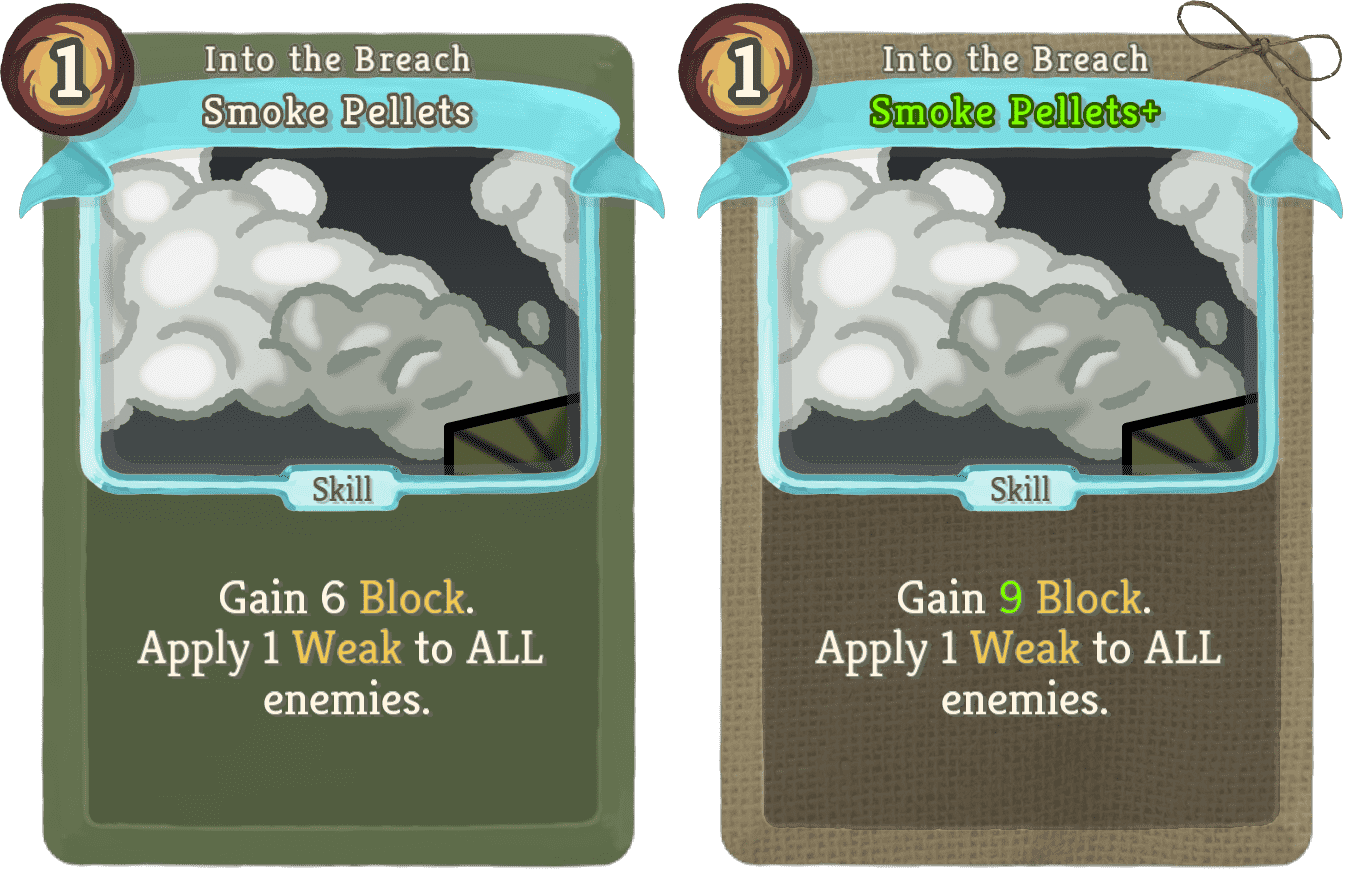 1
Into the Breach
Smoke Pellets
Skill
Gain 6 Block.
Apply 1 Weak to ALL
enemies.
1
Into the Breach
Smoke Pellets+
Skill
Gain 9 Block.
Apply 1 Weak to ALL
enemies.